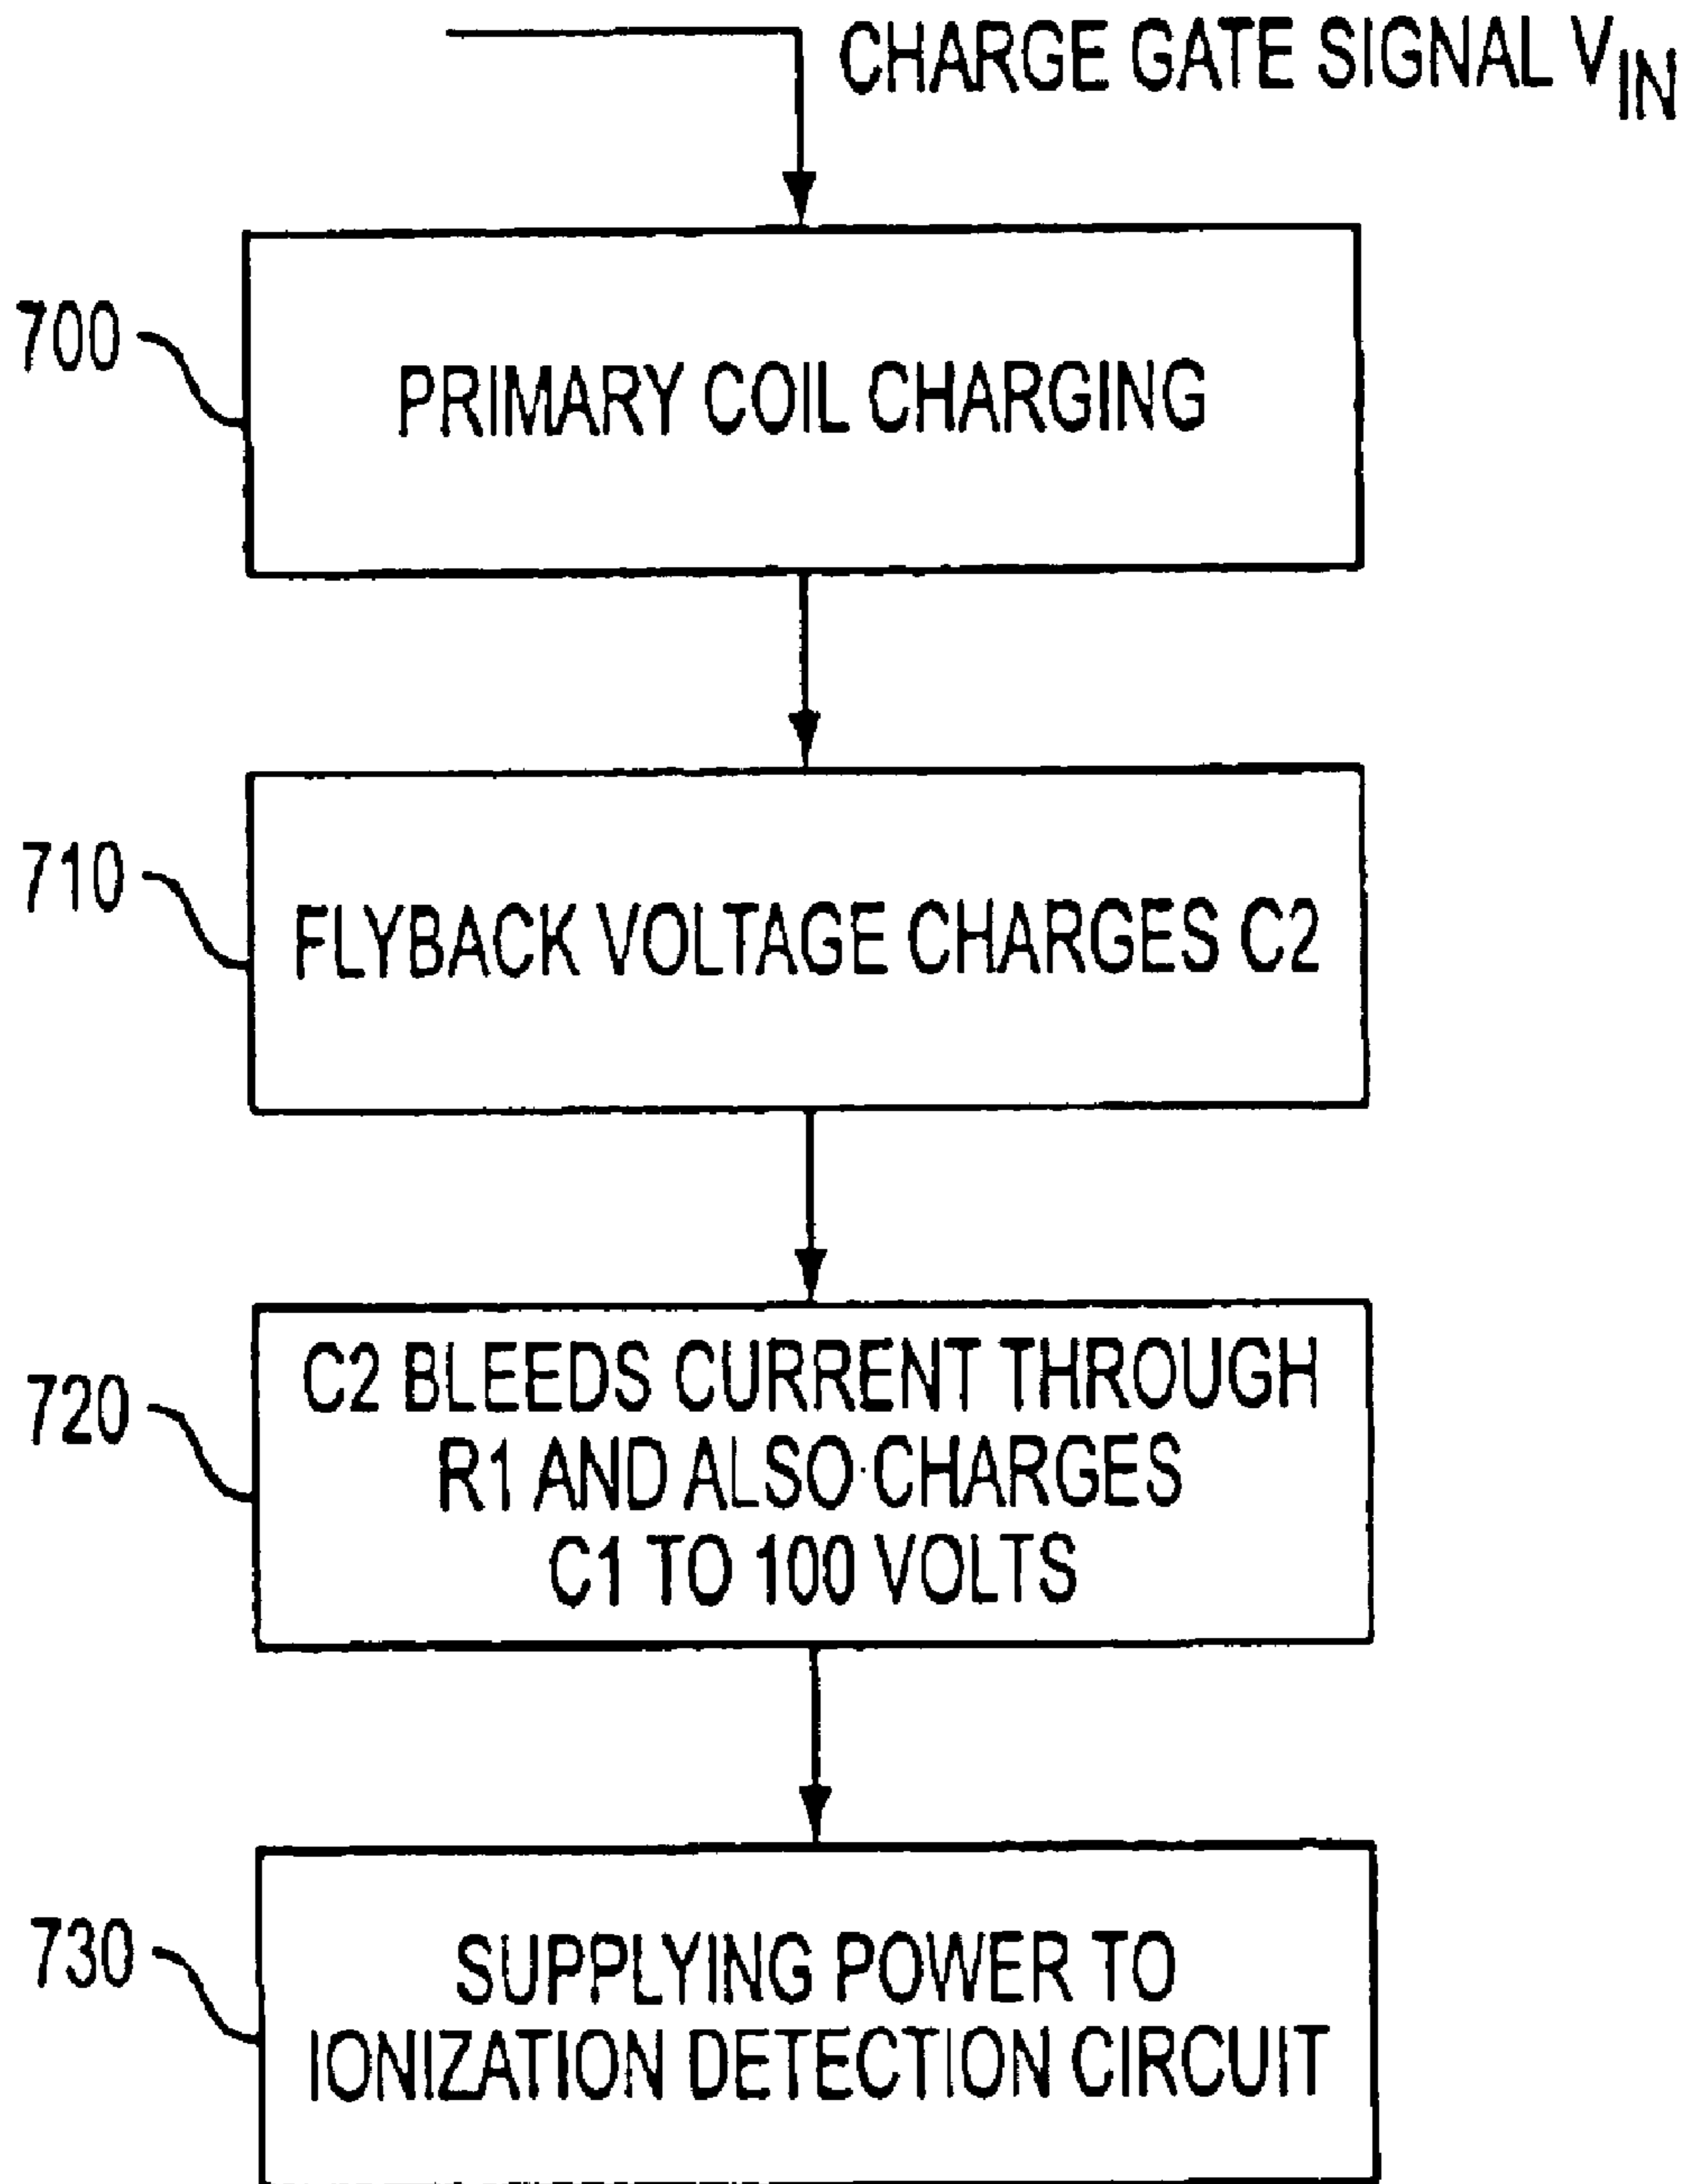 CHARGE GATE SIGNAL VIN
700
PRIMARY COIL CHARGING
710
FLYBACK VOLTAGE CHARGES C2
720
C2 BLEEDS CURRENT THROUGH
R1 AND ALSO CHARGES
C1 TO 100 VOLTS
730
SUPPLYING POWER TO
IONIZATION DETECTION CIRCUIT